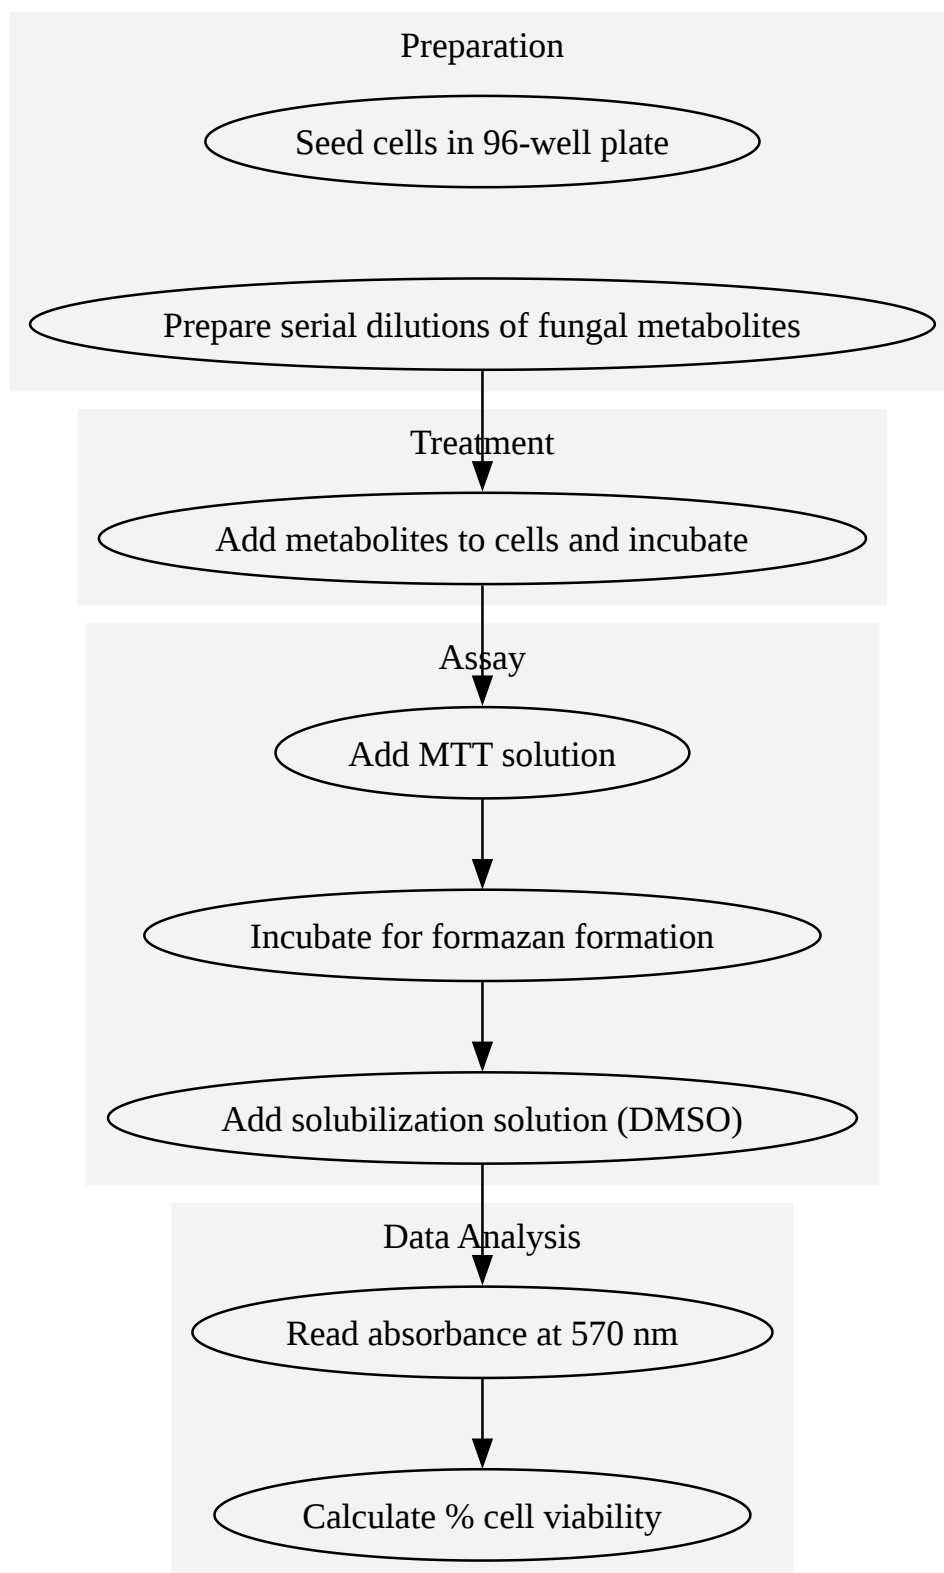 Preparation
Seed cells in 96-well plate
Prepare serial dilutions of fungal metabolites
Treatment
Add metabolites to cells and incubate
Assay
Add MTT solution
Incubate for formazan formation
Add solubilization solution (DMSO)
Data Analysis
Read absorbance at 570 nm
Calculate % cell viability